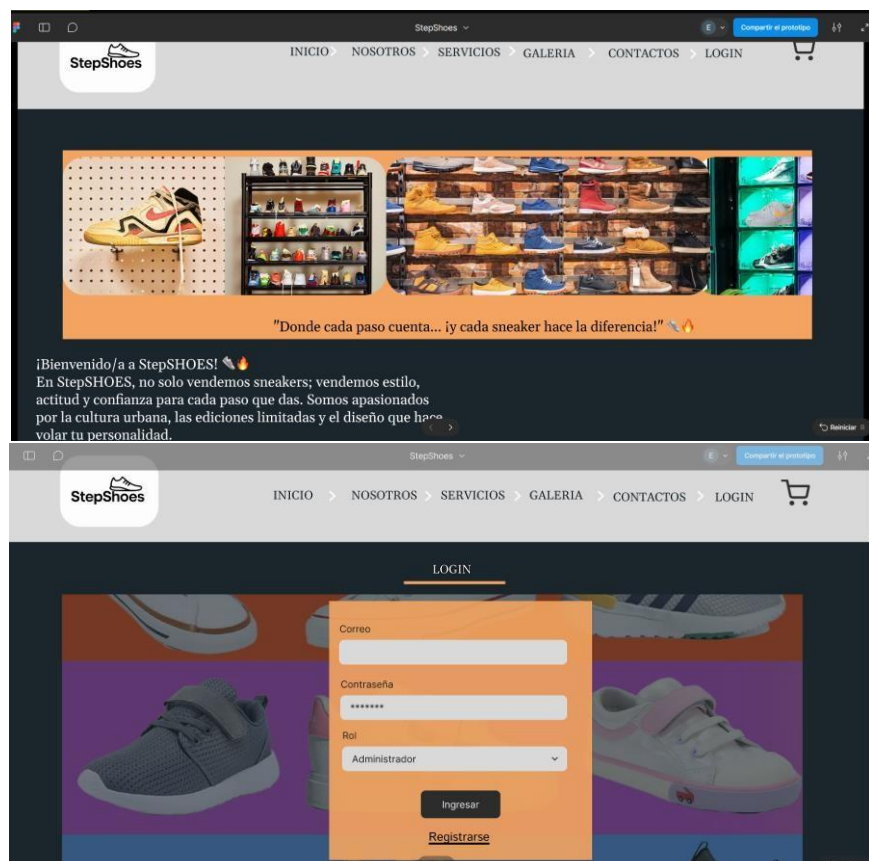 StepShoes
E
Compartir el prototipo
StepShoes
INICIO
NOSOTROS
SERVICIOS
GALERIA
CONTACTOS
LOGIN
"Donde cada paso cuenta... ¡y cada sneaker hace la diferencia!" 👟🔥
¡Bienvenido/a a StepSHOES! 👟🔥
En StepSHOES, no solo vendemos sneakers; vendemos estilo,
actitud y confianza para cada paso que das. Somos apasionados
por la cultura urbana, las ediciones limitadas y el diseño que hace
volar tu personalidad.
Reiniciar
StepShoes
E
Compartir el prototipo
StepShoes
INICIO
NOSOTROS
SERVICIOS
GALERIA
CONTACTOS
LOGIN
LOGIN
Correo
Contraseña
*******
Rol
Administrador
Ingresar
Registrarse